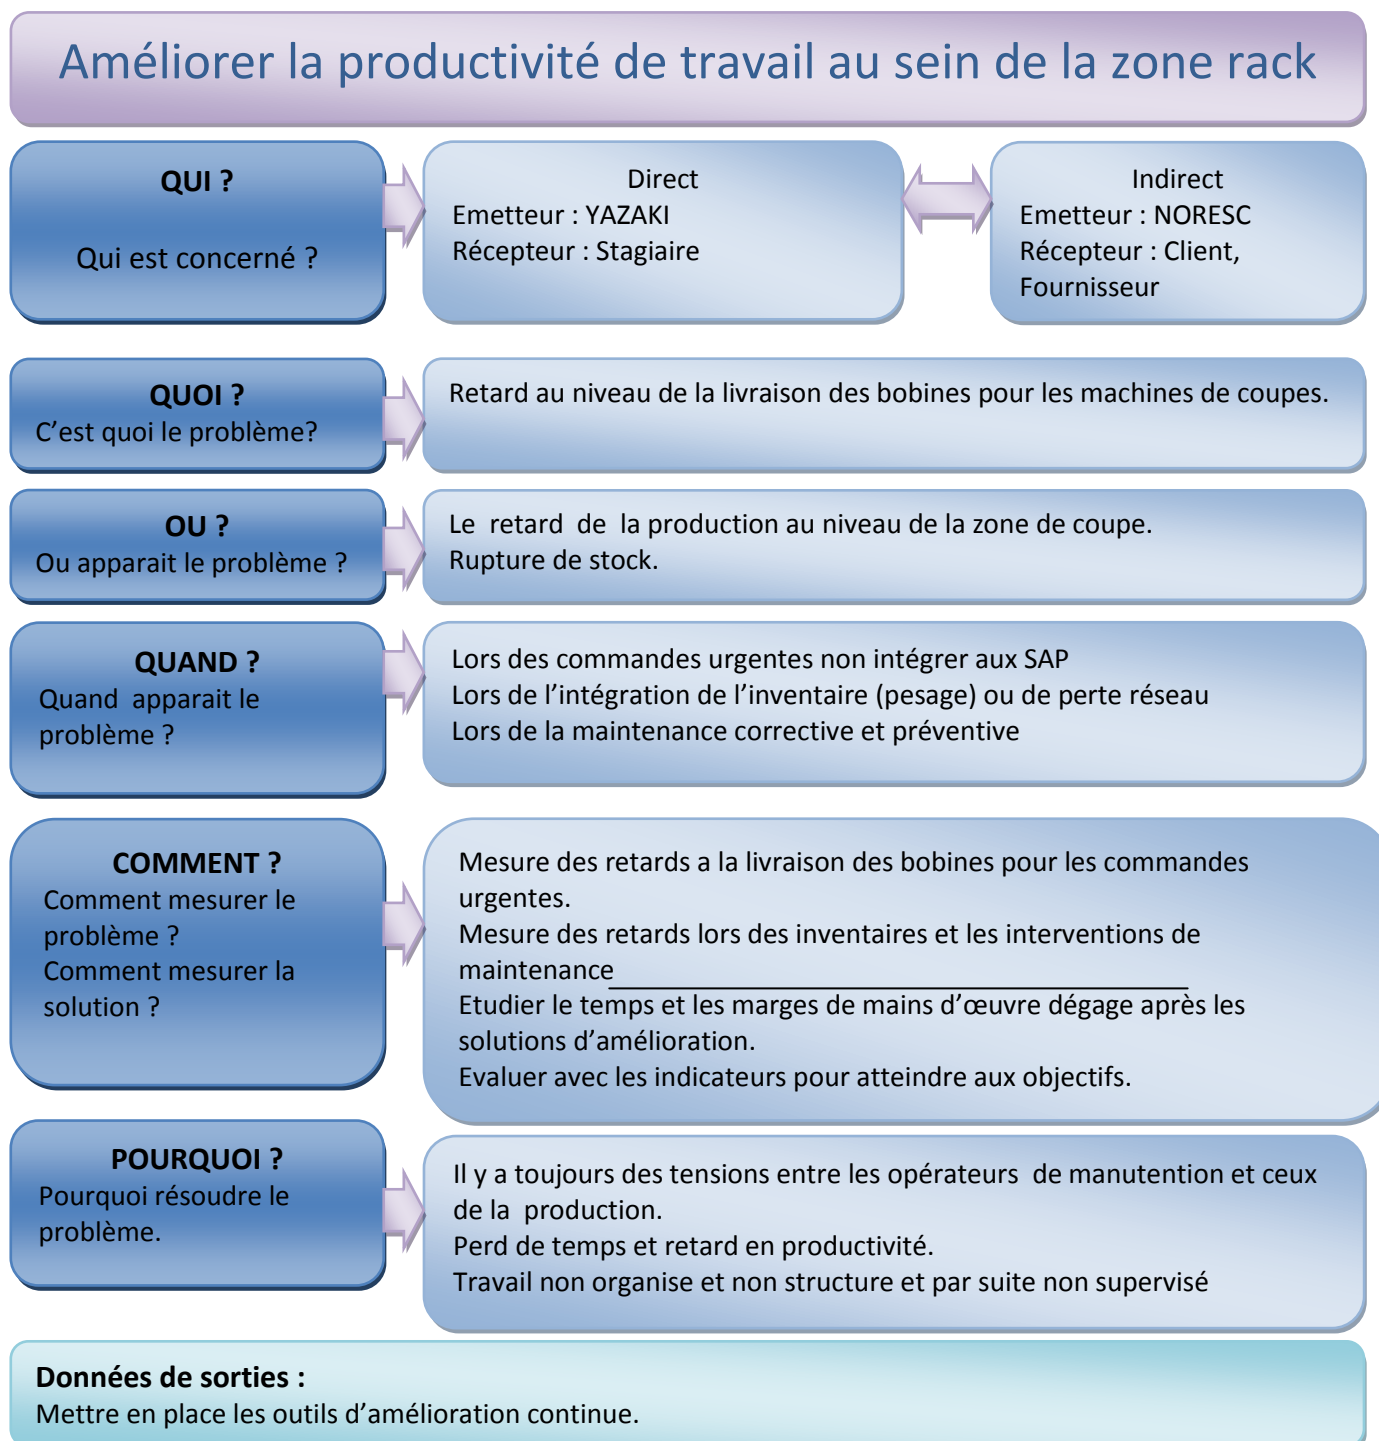 Améliorer la productivité de travail au sein de la zone rack
QUI ?
Qui est concerné ?
Direct
Emetteur : YAZAKI
Récepteur : Stagiaire
Indirect
Emetteur : NORESC
Récepteur : Client,
Fournisseur
QUOI ?
C’est quoi le problème?
Retard au niveau de la livraison des bobines pour les machines de coupes.
OU ?
Ou apparait le problème ?
Le retard de la production au niveau de la zone de coupe.
Rupture de stock.
QUAND ?
Quand apparait le
problème ?
Lors des commandes urgentes non intégrer aux SAP
Lors de l’intégration de l’inventaire (pesage) ou de perte réseau
Lors de la maintenance corrective et préventive
COMMENT ?
Comment mesurer le
problème ?
Comment mesurer la
solution ?
Mesure des retards a la livraison des bobines pour les commandes
urgentes.
Mesure des retards lors des inventaires et les interventions de
maintenance
Etudier le temps et les marges de mains d’œuvre dégage après les
solutions d’amélioration.
Evaluer avec les indicateurs pour atteindre aux objectifs.
POURQUOI ?
Pourquoi résoudre le
problème.
Il y a toujours des tensions entre les opérateurs de manutention et ceux
de la production.
Perd de temps et retard en productivité.
Travail non organise et non structure et par suite non supervisé
Données de sorties :
Mettre en place les outils d’amélioration continue.